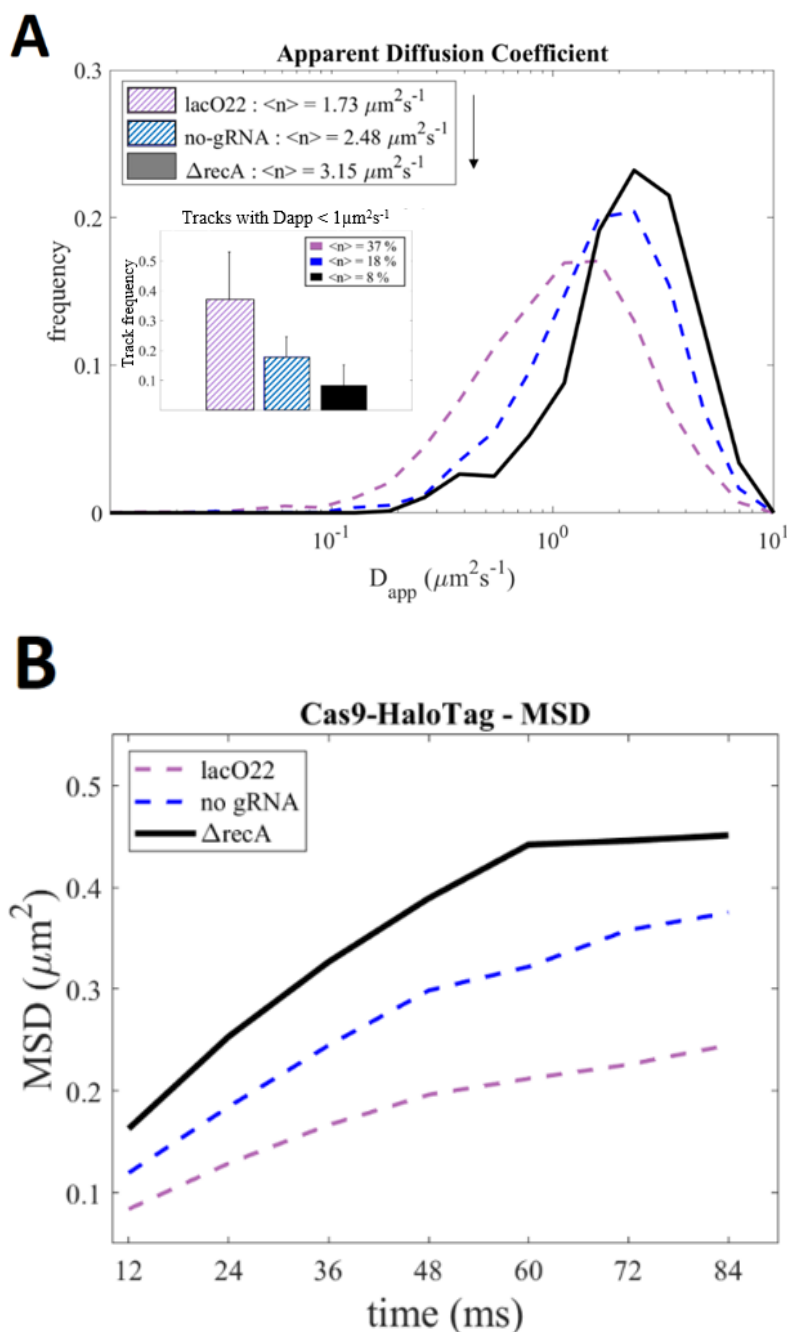 A
Apparent Diffusion Coefficient
0.3
lacO22 : <n> = 1.73 μm²s⁻¹
no-gRNA : <n> = 2.48 μm²s⁻¹
ΔrecA : <n> = 3.15 μm²s⁻¹
Tracks with Dapp < 1μm²s⁻¹
<n> = 37 %
<n> = 18 %
<n> = 8 %
0.5
0.4
0.3
0.2
0.1
Track frequency
0.2
0.1
0
frequency
10⁻¹
10⁰
10¹
D_app (μm²s⁻¹)
B
Cas9-HaloTag - MSD
lacO22
no gRNA
ΔrecA
0.5
0.4
0.3
0.2
0.1
MSD (μm²)
12 24 36 48 60 72 84
time (ms)